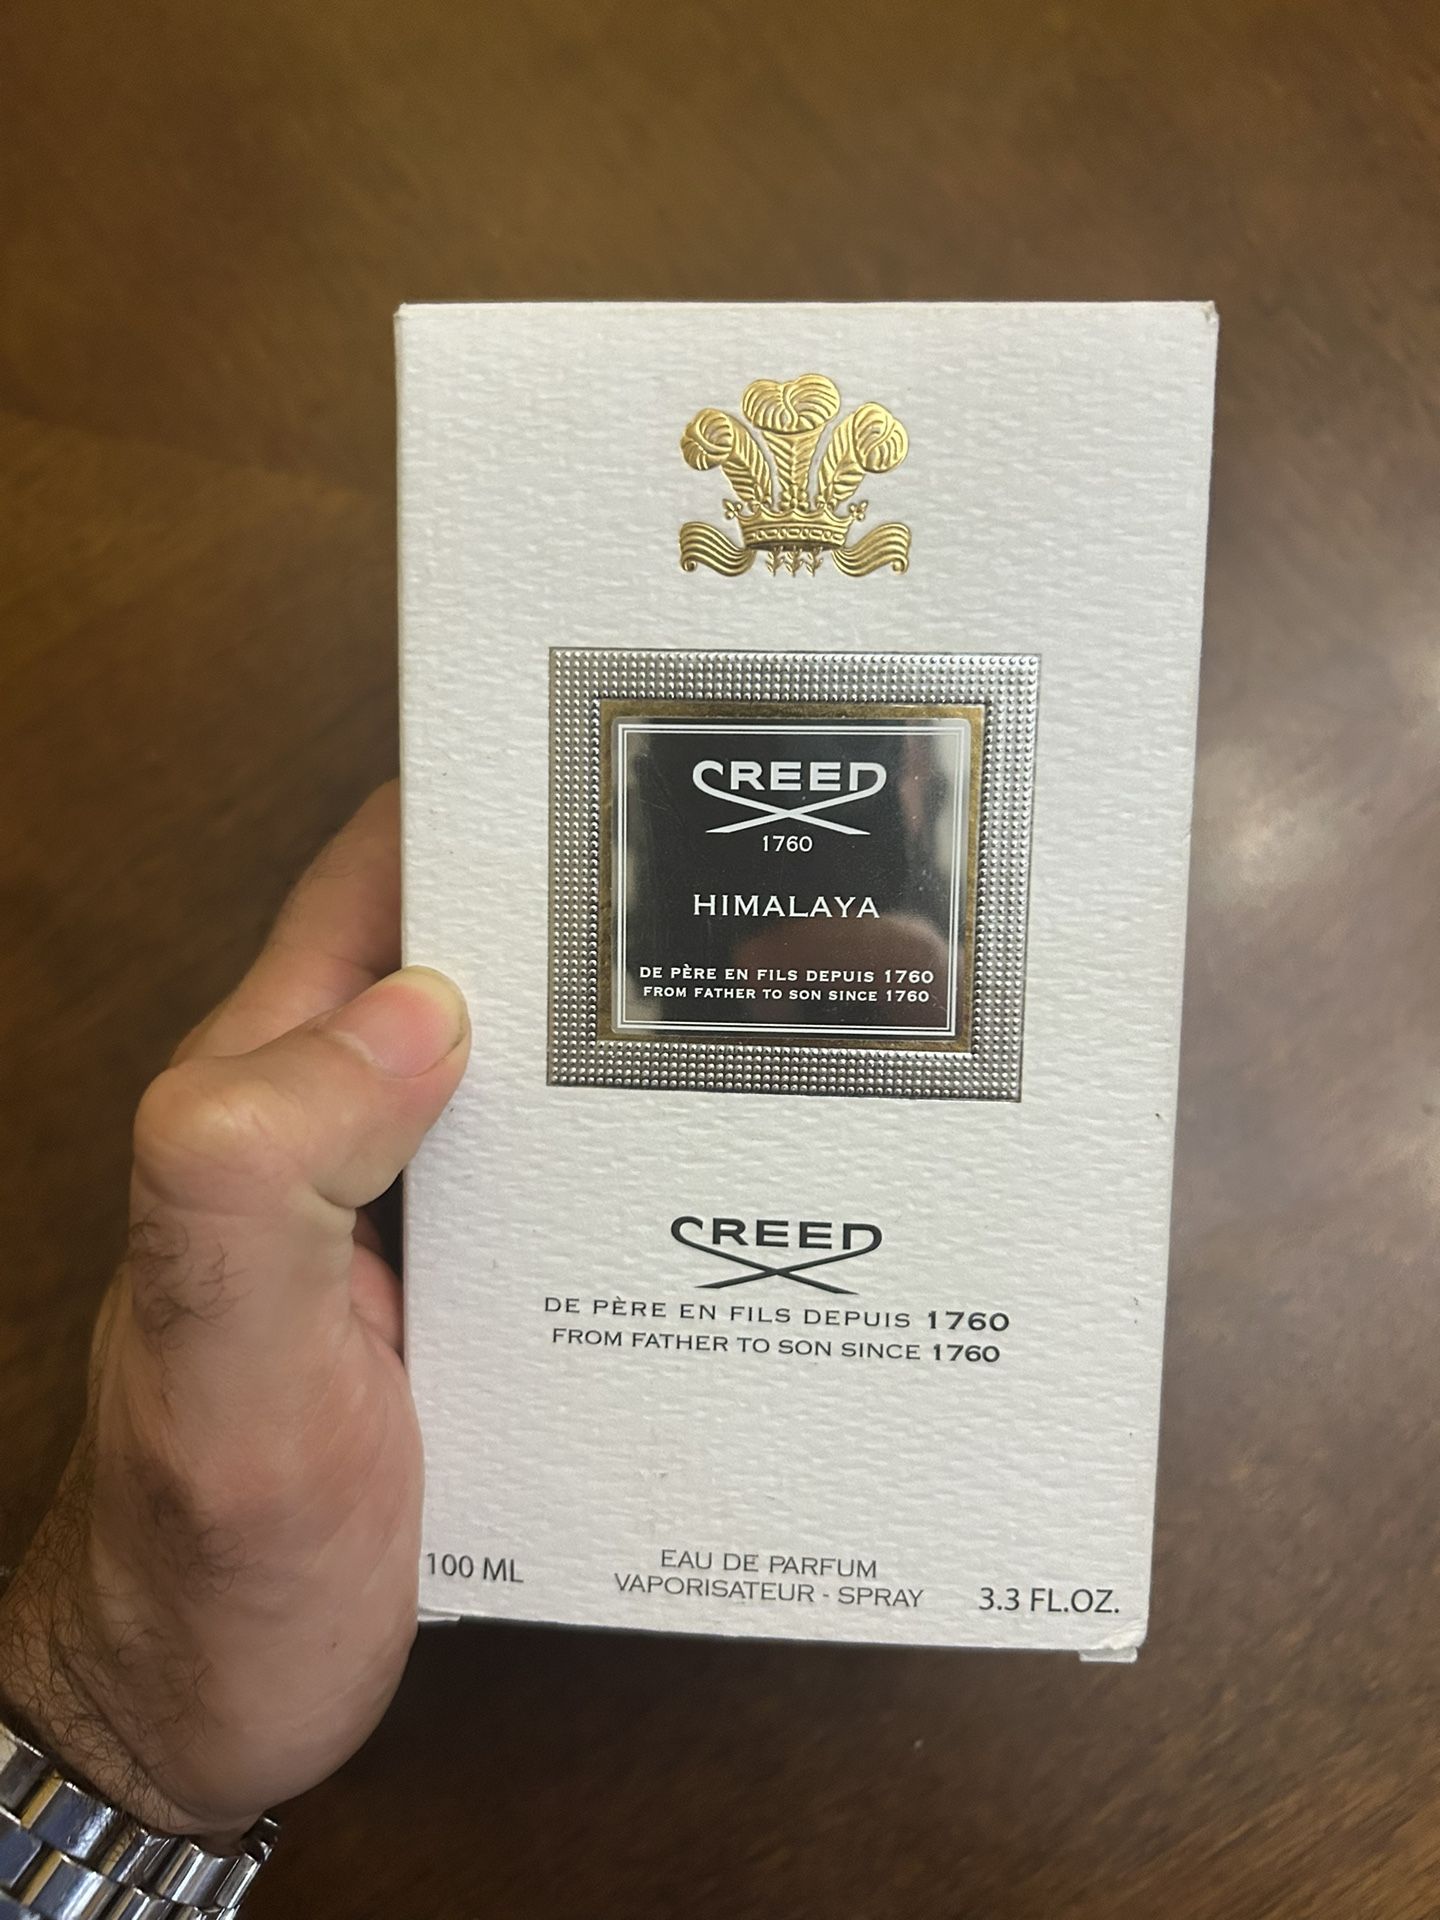 CREED
1760
HIMALAYA
DE PÈRE EN FILS DEPUIS 1760
FROM FATHER TO SON SINCE 1760
CREED
DE PÈRE EN FILS DEPUIS 1760
FROM FATHER TO SON SINCE 1760
100 ML
EAU DE PARFUM
VAPORISATEUR - SPRAY
3.3 FL.OZ.